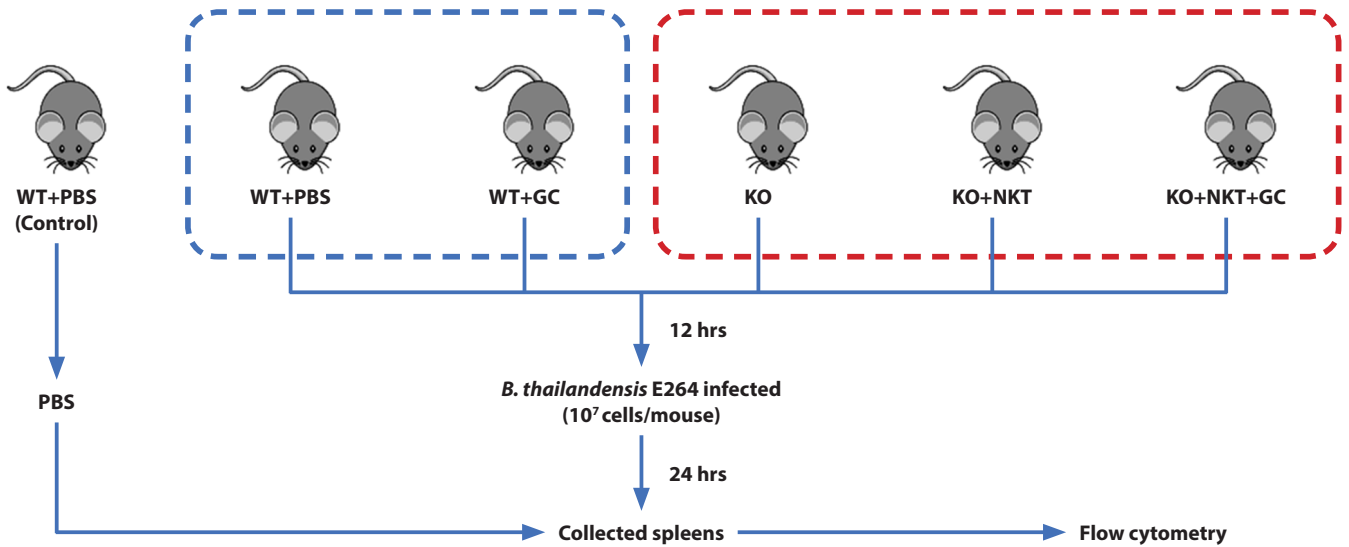 WT+PBS
(Control)
WT+PBS
WT+GC
KO
KO+NKT
KO+NKT+GC
12 hrs
PBS
B. thailandensis E264 infected
(10⁷ cells/mouse)
24 hrs
Collected spleens
Flow cytometry